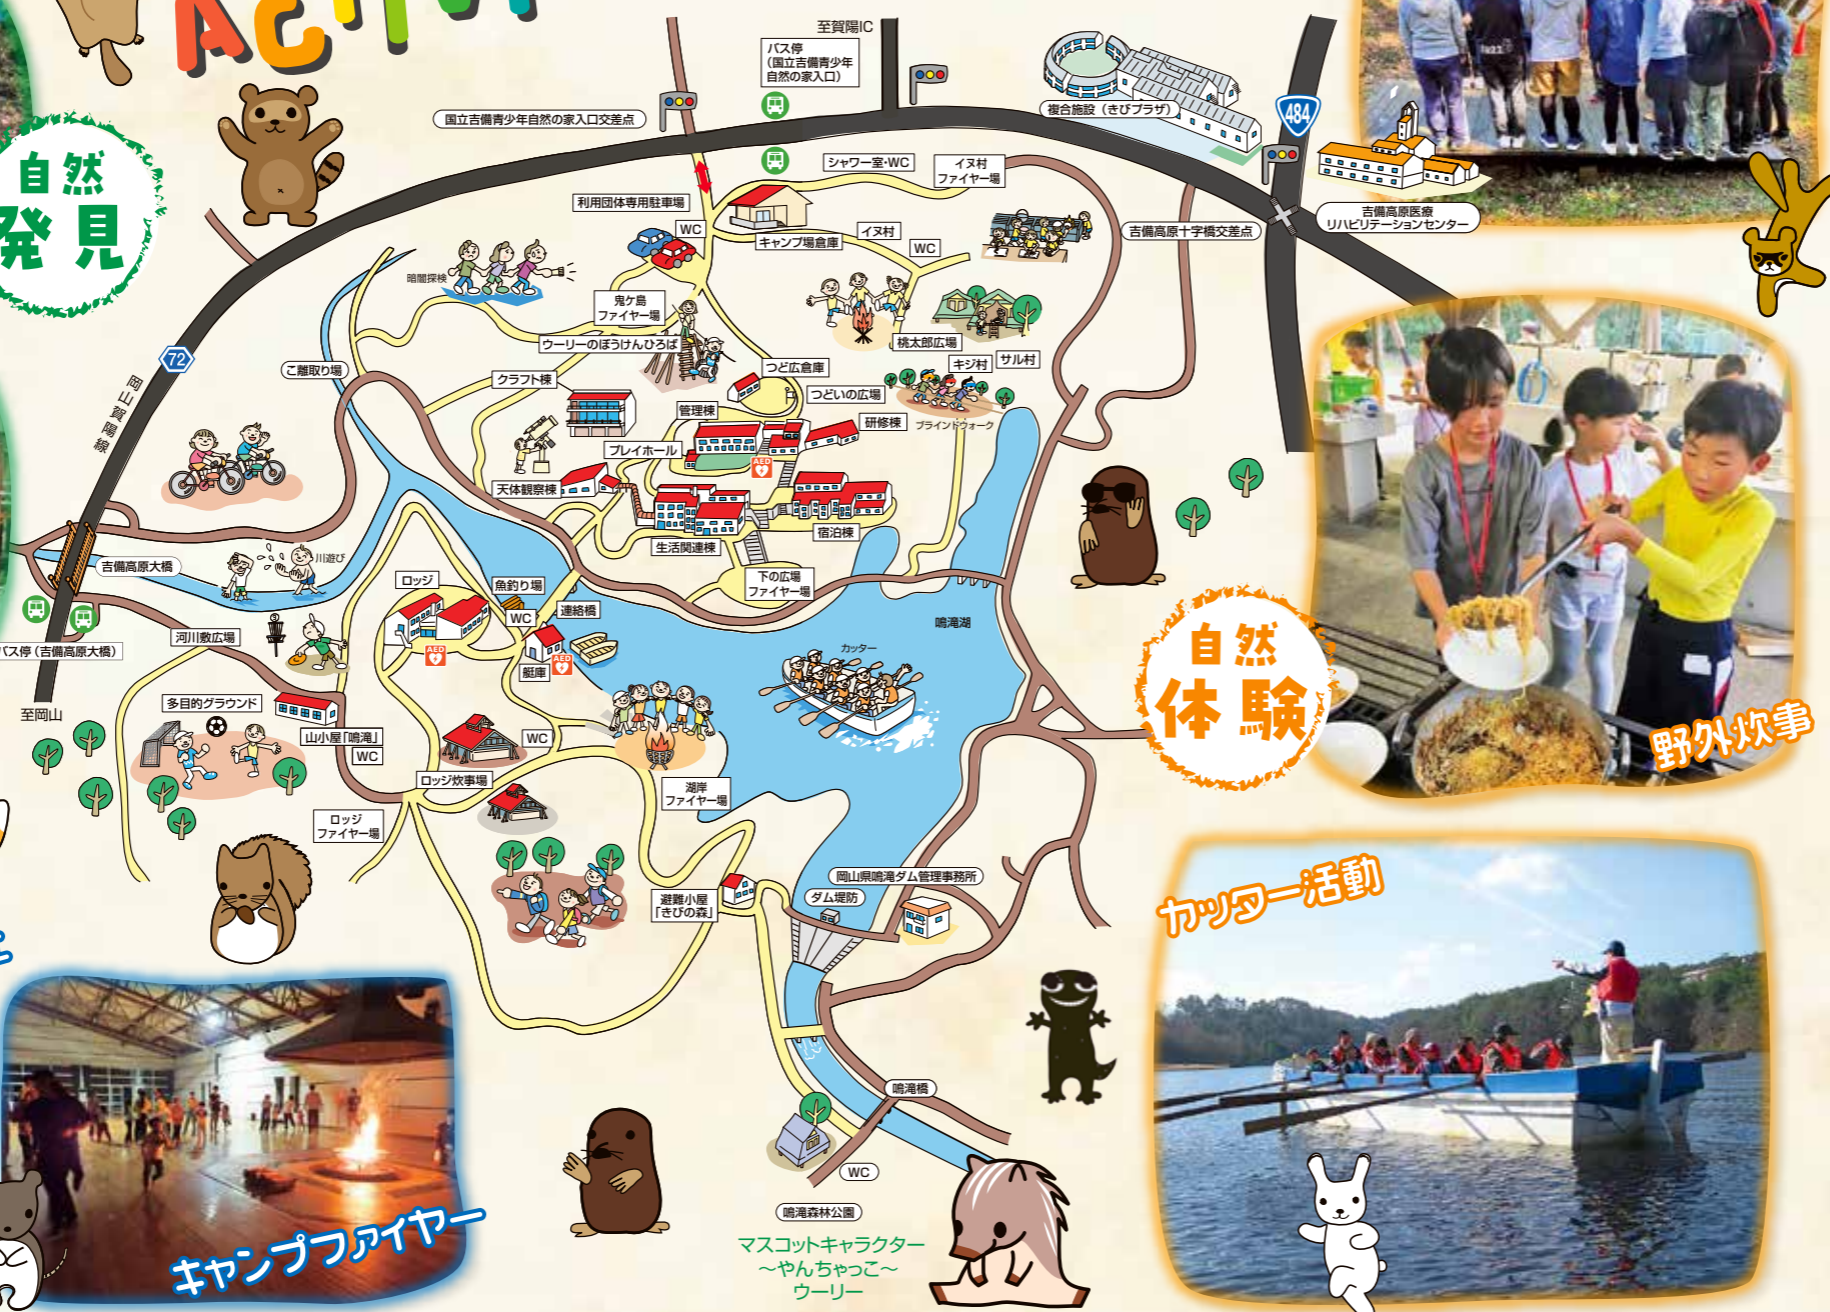 ACTIVI
至賀陽IC
バス停
(国立吉備青少年
自然の家入口)
国立吉備青少年自然の家入口交差点
複合施設（きびプラザ）
484
自然
発見
シャワー室・WC
イヌ村
ファイヤー場
利用団体専用駐車場
WC
キャンプ場倉庫
イヌ村
WC
吉備高原十字橋交差点
吉備高原医療
リハビリテーションセンター
暗闇探検
鬼ケ島
ファイヤー場
ウーリーのぼうけんひろば
桃太郎広場
キジ村
サル村
72
岡山賀陽線
こ離取り場
クラフト棟
つど広倉庫
つどいの広場
管理棟
研修棟
ブラインドウォーク
プレイホール
AED
天体観察棟
生活関連棟
宿泊棟
下の広場
ファイヤー場
吉備高原大橋
川遊び
ロッジ
魚釣り場
WC
連絡橋
AED
艇庫
AED
鳴滝湖
カッター
バス停（吉備高原大橋）
河川敷広場
至岡山
多目的グラウンド
山小屋「鳴滝」
WC
WC
ロッジ炊事場
ロッジ
ファイヤー場
湖岸
ファイヤー場
自然
体験
野外炊事
避難小屋
「きびの森」
岡山県鳴滝ダム管理事務所
ダム堤防
カッター活動
鳴滝橋
WC
鳴滝森林公園
キャンプファイヤー
マスコットキャラクター
～やんちゃっこ～
ウーリー